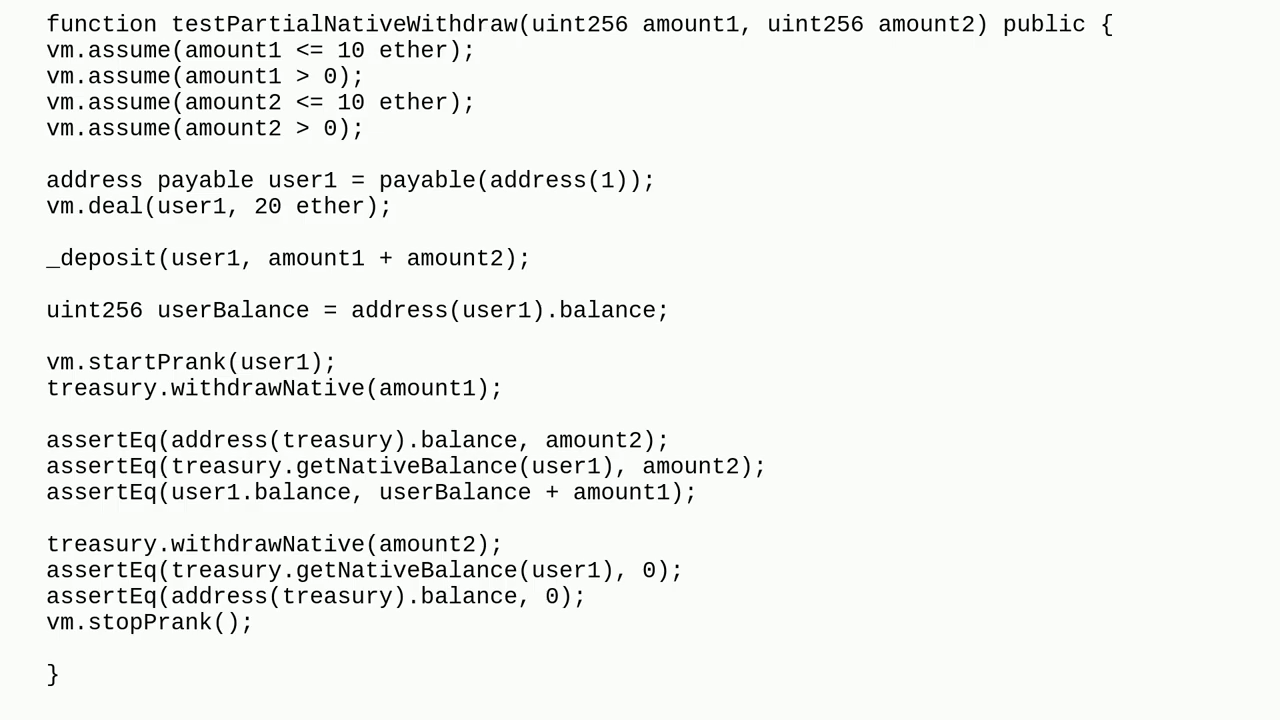 function testPartialNativeWithdraw(uint256 amount1, uint256 amount2) public {
vm.assume(amount1 <= 10 ether);
vm.assume(amount1 > 0);
vm.assume(amount2 <= 10 ether);
vm.assume(amount2 > 0);
address payable user1 = payable(address(1));
vm.deal(user1, 20 ether);
_deposit(user1, amount1 + amount2);
uint256 userBalance = address(user1).balance;
vm.startPrank(user1);
treasury.withdrawNative(amount1);
assertEq(address(treasury).balance, amount2);
assertEq(treasury.getNativeBalance(user1), amount2);
assertEq(user1.balance, userBalance + amount1);
treasury.withdrawNative(amount2);
assertEq(treasury.getNativeBalance(user1), 0);
assertEq(address(treasury).balance, 0);
vm.stopPrank();
}